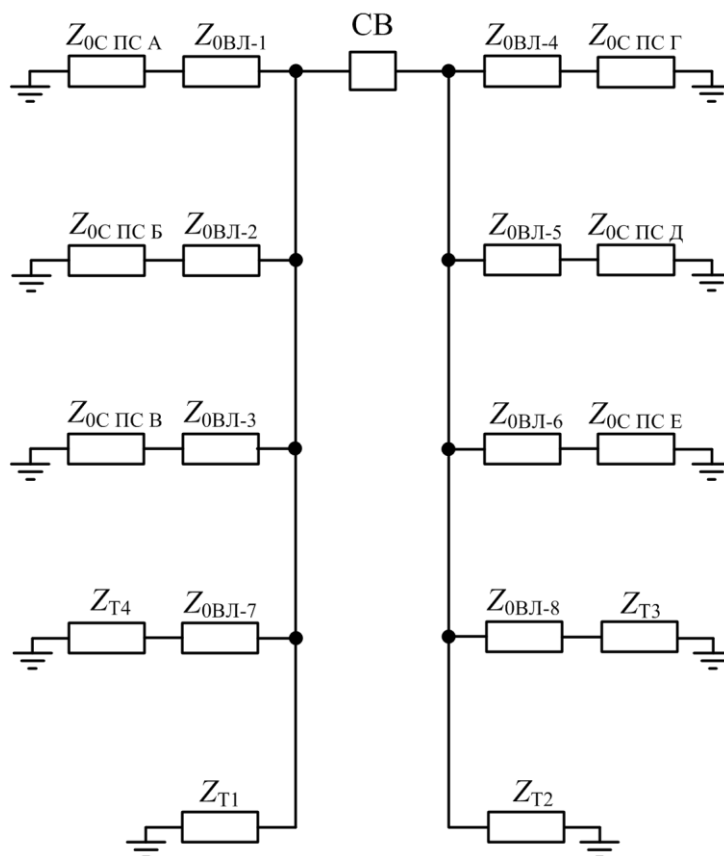 СВ
Z0С ПС А Z0ВЛ-1 Z0ВЛ-4 Z0С ПС Г
Z0С ПС Б Z0ВЛ-2 Z0ВЛ-5 Z0С ПС Д
Z0С ПС В Z0ВЛ-3 Z0ВЛ-6 Z0С ПС Е
ZТ4 Z0ВЛ-7 Z0ВЛ-8 ZТ3
ZТ1 ZТ2